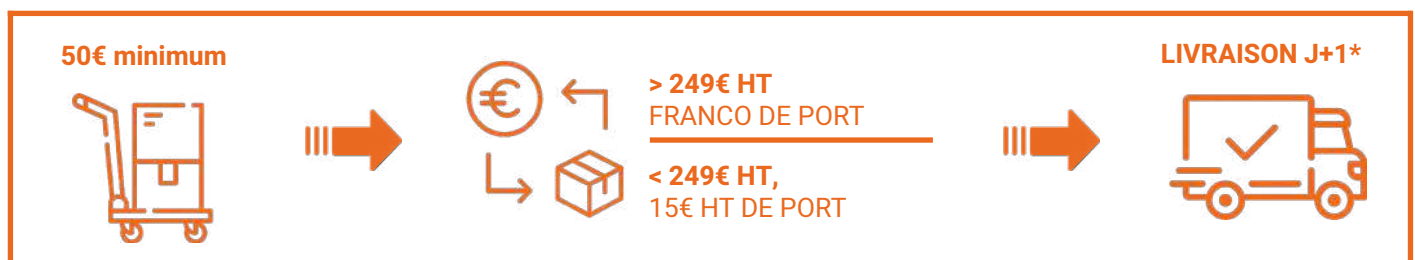 50€ minimum
> 249€ HT
FRANCO DE PORT
< 249€ HT,
15€ HT DE PORT
LIVRAISON J+1*